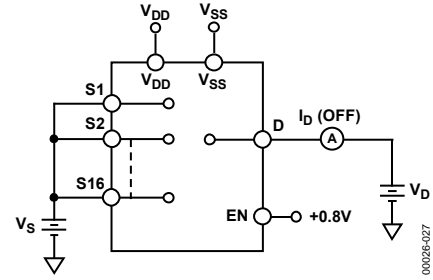 VDD VSS
VDD VSS
S1
S2
D
ID (OFF)
A
S16
VD
EN
+0.8V
VS
00026-027